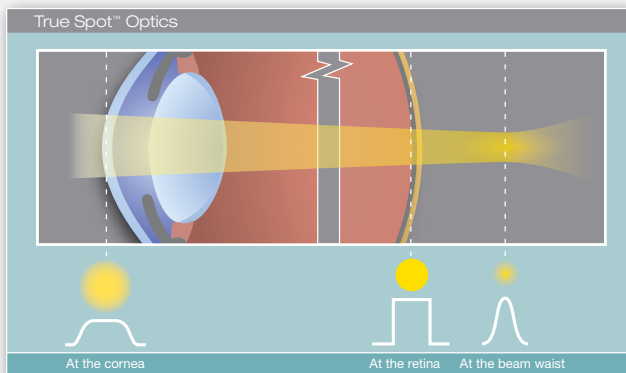 True Spot™ Optics
At the cornea
At the retina
At the beam waist